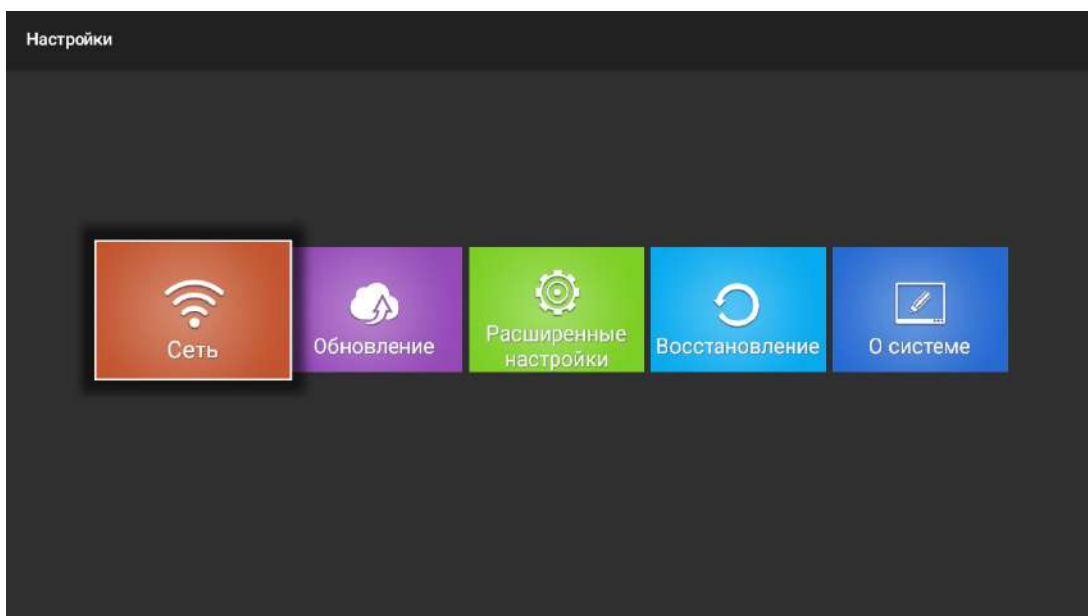 Настройки
Сеть
Обновление
Расширенные
настройки
Восстановление
О системе